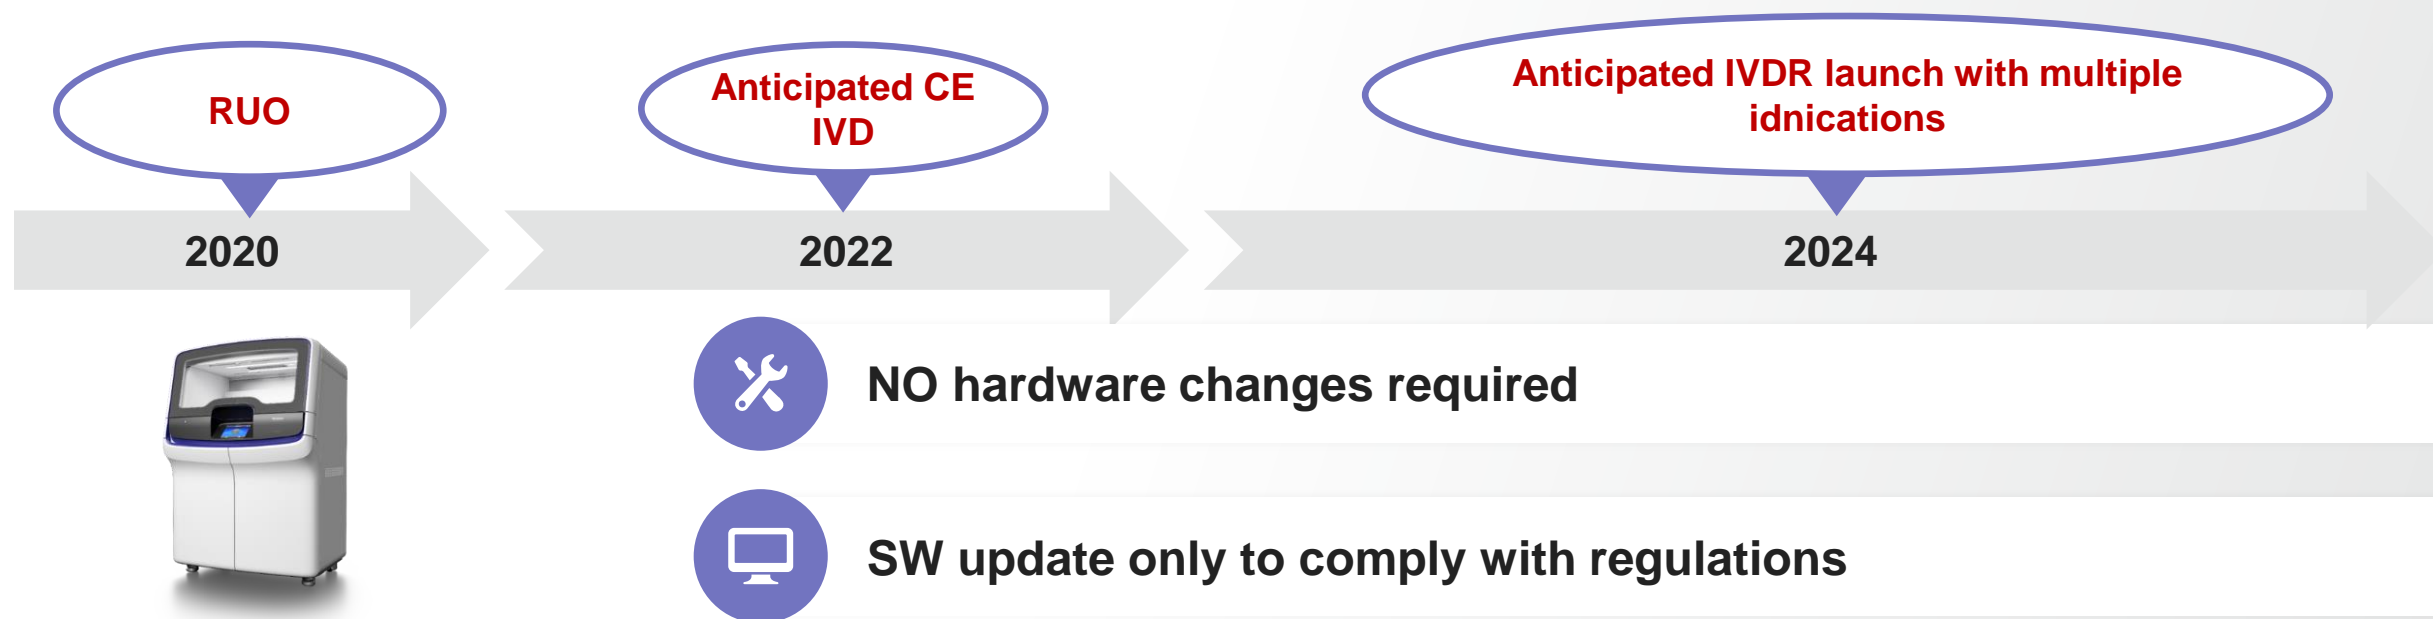 RUO
Anticipated CE
IVD
Anticipated IVDR launch with multiple
idnications
2020
2022
2024
NO hardware changes required
SW update only to comply with regulations